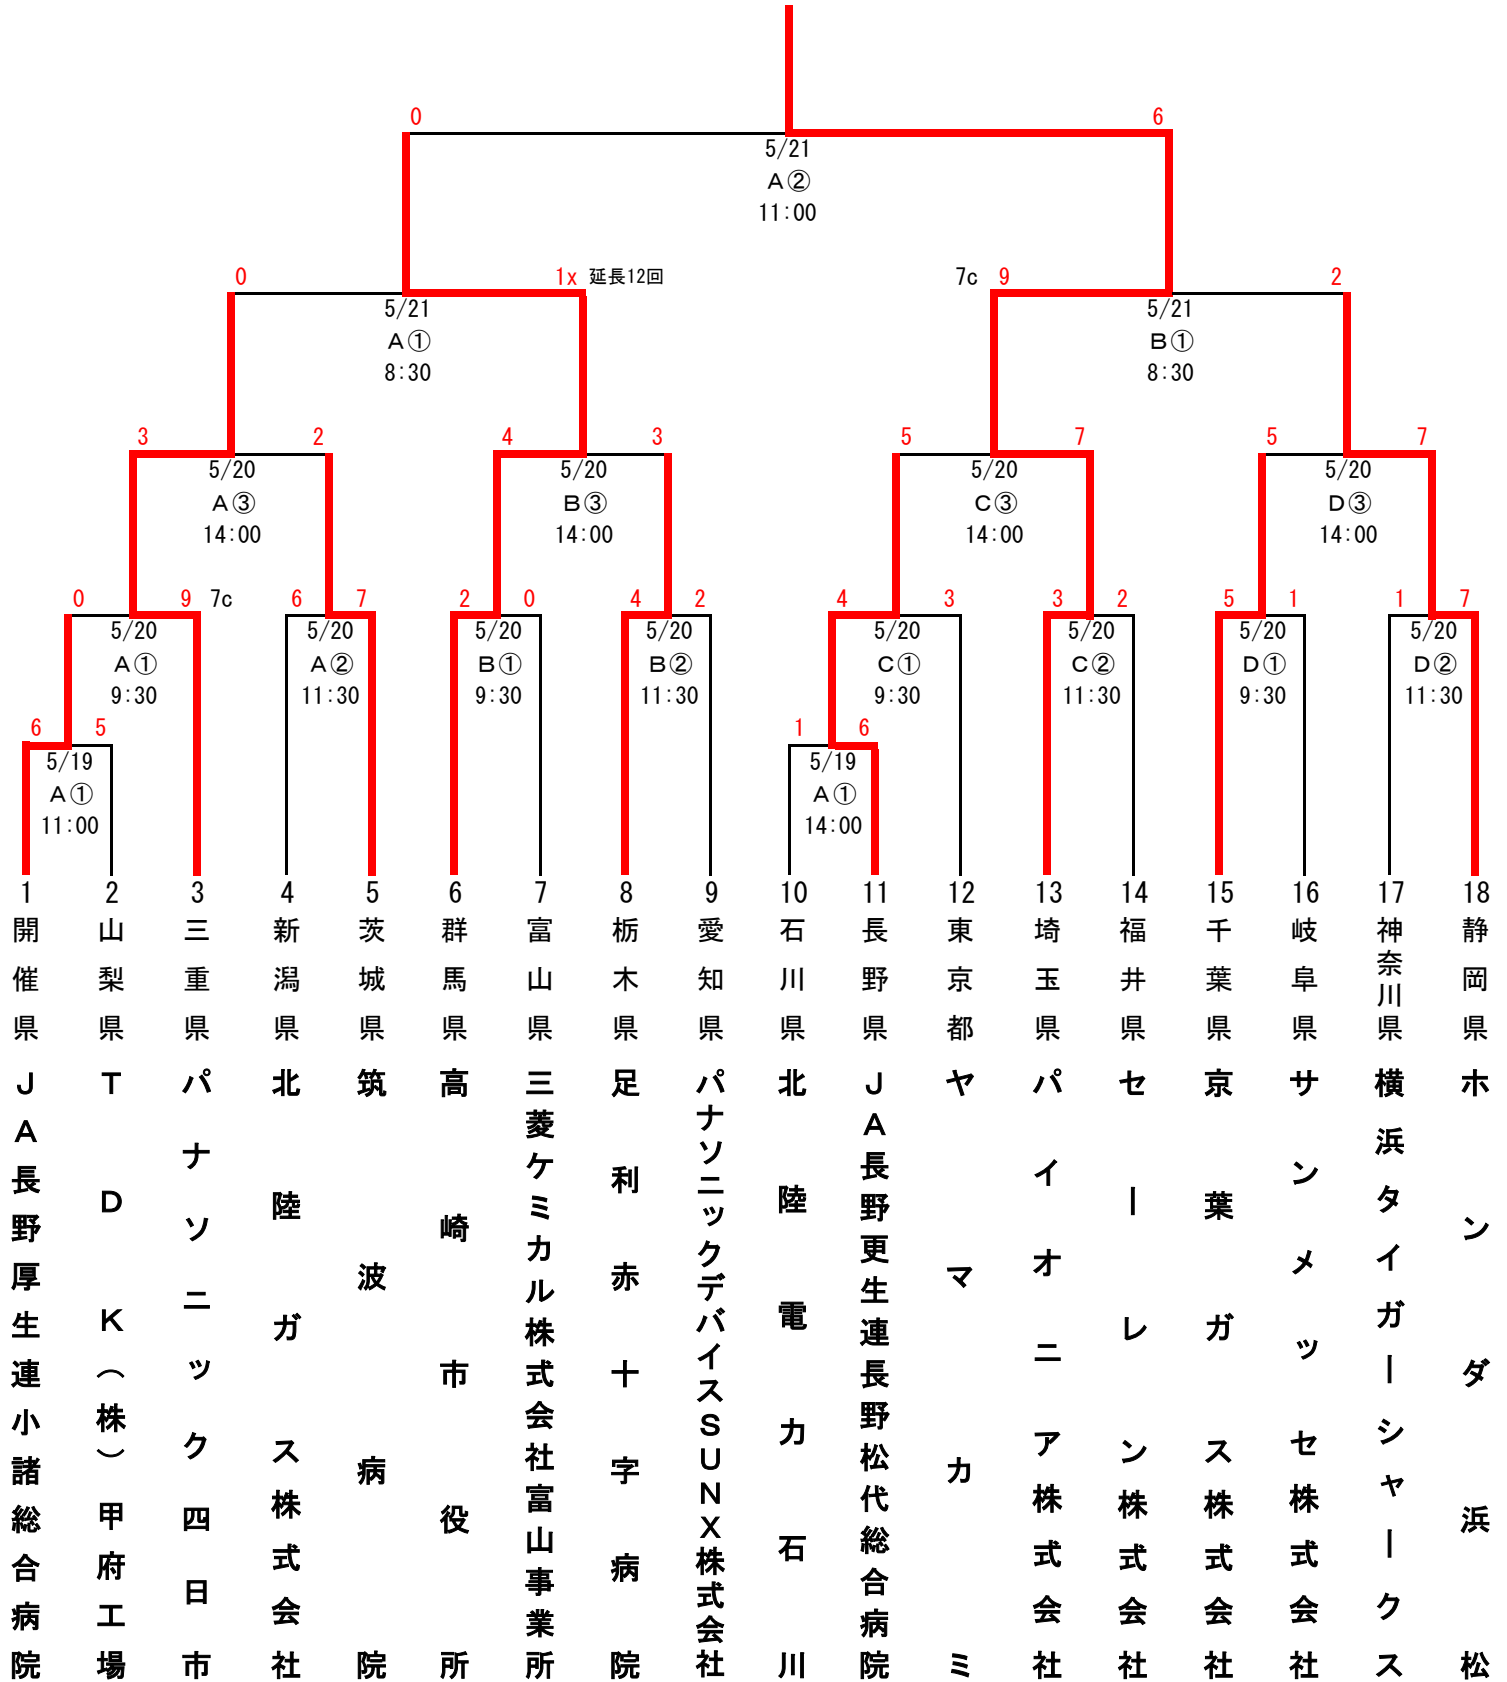 0 6
5/21
A②
11:00
0 1x 延長12回 7c 9 2
5/21 5/21
A① B①
8:30 8:30
3 2 4 3 5 7 5 7
5/20 5/20 5/20 5/20
A③ B③ C③ D③
14:00 14:00 14:00 14:00
0 9 7c 6 7 2 0 4 2 4 3 3 2 5 1 1 7
5/20 5/20 5/20 5/20 5/20 5/20 5/20 5/20
A① A② B① B② C① C② D① D②
9:30 11:30 9:30 11:30 9:30 11:30 9:30 11:30
6 5 1 6
5/19 5/19
A① A①
11:00 14:00
1 2 3 4 5 6 7 8 9 10 11 12 13 14 15 16 17 18
開催県
山梨県
三重県
新潟県
茨城県
群馬県
富山県
栃木県
愛知県
石川県
長野県
東京都
埼玉県
福井県
千葉県
岐阜県
神奈川県
静岡県
JA長野厚生連小諸総合病院
TDK(株)甲府工場
パナソニック四日市
北陸ガス株式会社
筑波病院
高崎市役所
三菱ケミカル株式会社富山事業所
足利赤十字病院
パナソニックデバイスSUNX株式会社
北陸電力石川
JA長野更生連長野松代総合病院
ヤマカミ
パイオニア株式会社
セーレン株式会社
京葉ガス株式会社
サンメッセ株式会社
横浜タイガーシャークス
ホンダ浜松